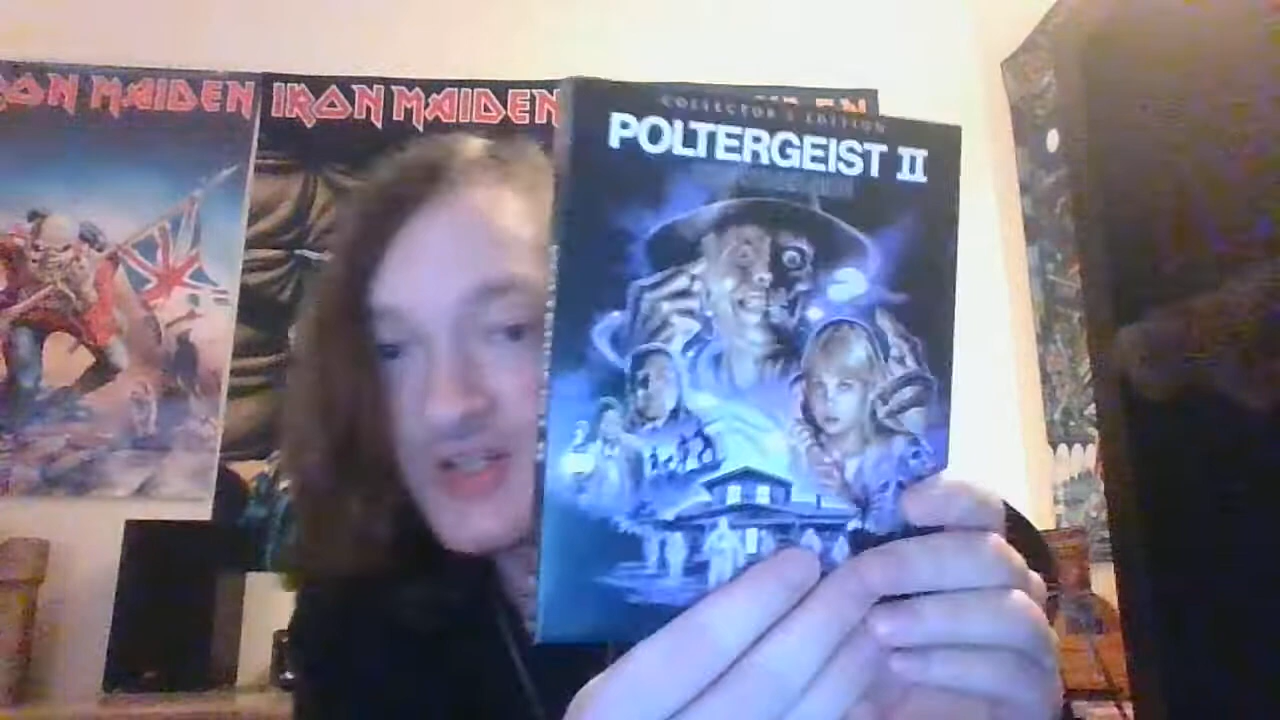 IRON MAIDEN
IRON MAIDEN
COLLECTOR'S EDITION
POLTERGEIST II